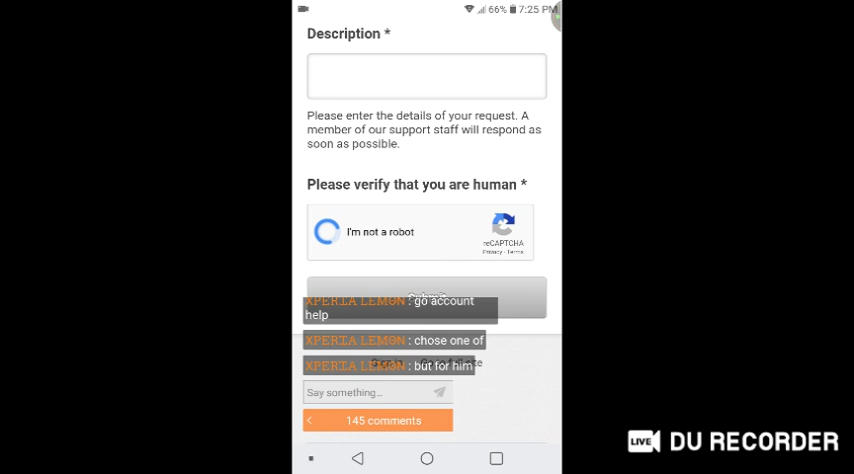 66% 7:25 PM
Description *
Please enter the details of your request. A
member of our support staff will respond as
soon as possible.
Please verify that you are human *
I'm not a robot
reCAPTCHA
Privacy - Terms
Submit
XPERIA LEMON : go account
help
XPERIA LEMON : chose one of
XPERIA LEMON : but for him
Say something...
< 145 comments
LIVE DU RECORDER